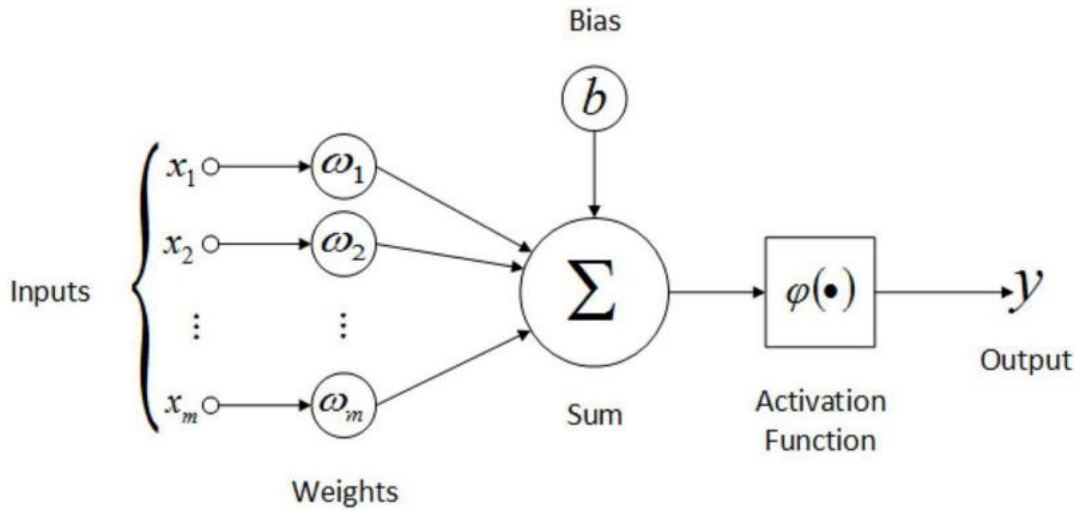 Bias
b
x₁ ω₁
x₂ ω₂
Inputs
⋮ ⋮
Σ
φ(•)
y
Output
xₘ ωₘ
Sum
Activation
Function
Weights